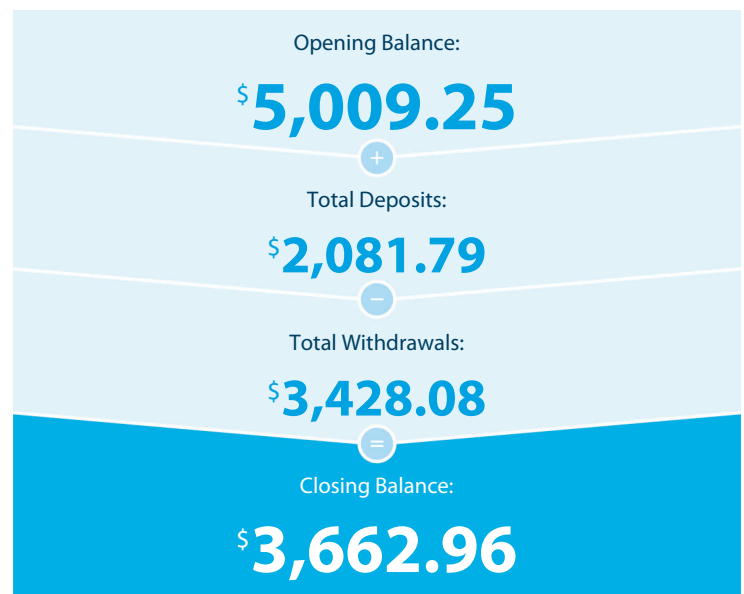 Opening Balance:
$5,009.25
+
Total Deposits:
$2,081.79
−
Total Withdrawals:
$3,428.08
=
Closing Balance:
$3,662.96